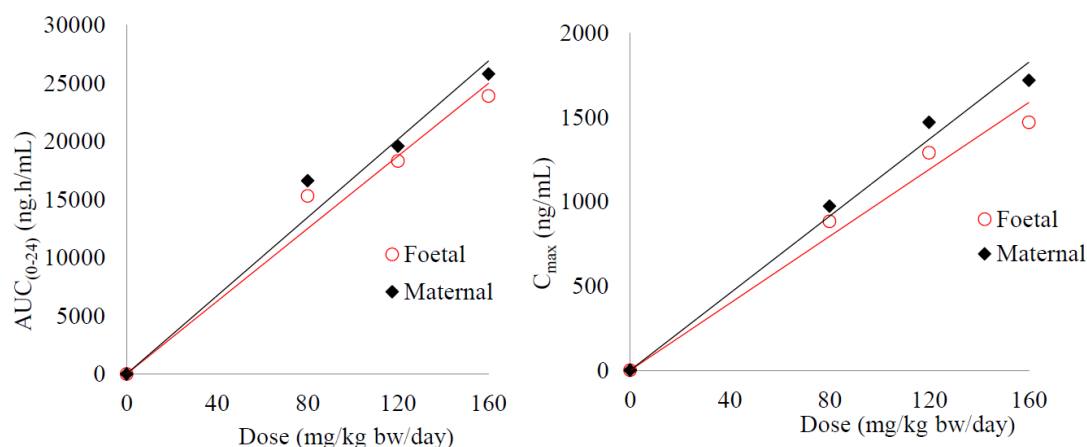 30000
25000
20000
15000
10000
5000
0
AUC(0-24) (ng.h/mL)
Foetal
Maternal
0 40 80 120 160
Dose (mg/kg bw/day)
2000
1500
1000
500
0
Cmax (ng/mL)
Foetal
Maternal
0 40 80 120 160
Dose (mg/kg bw/day)